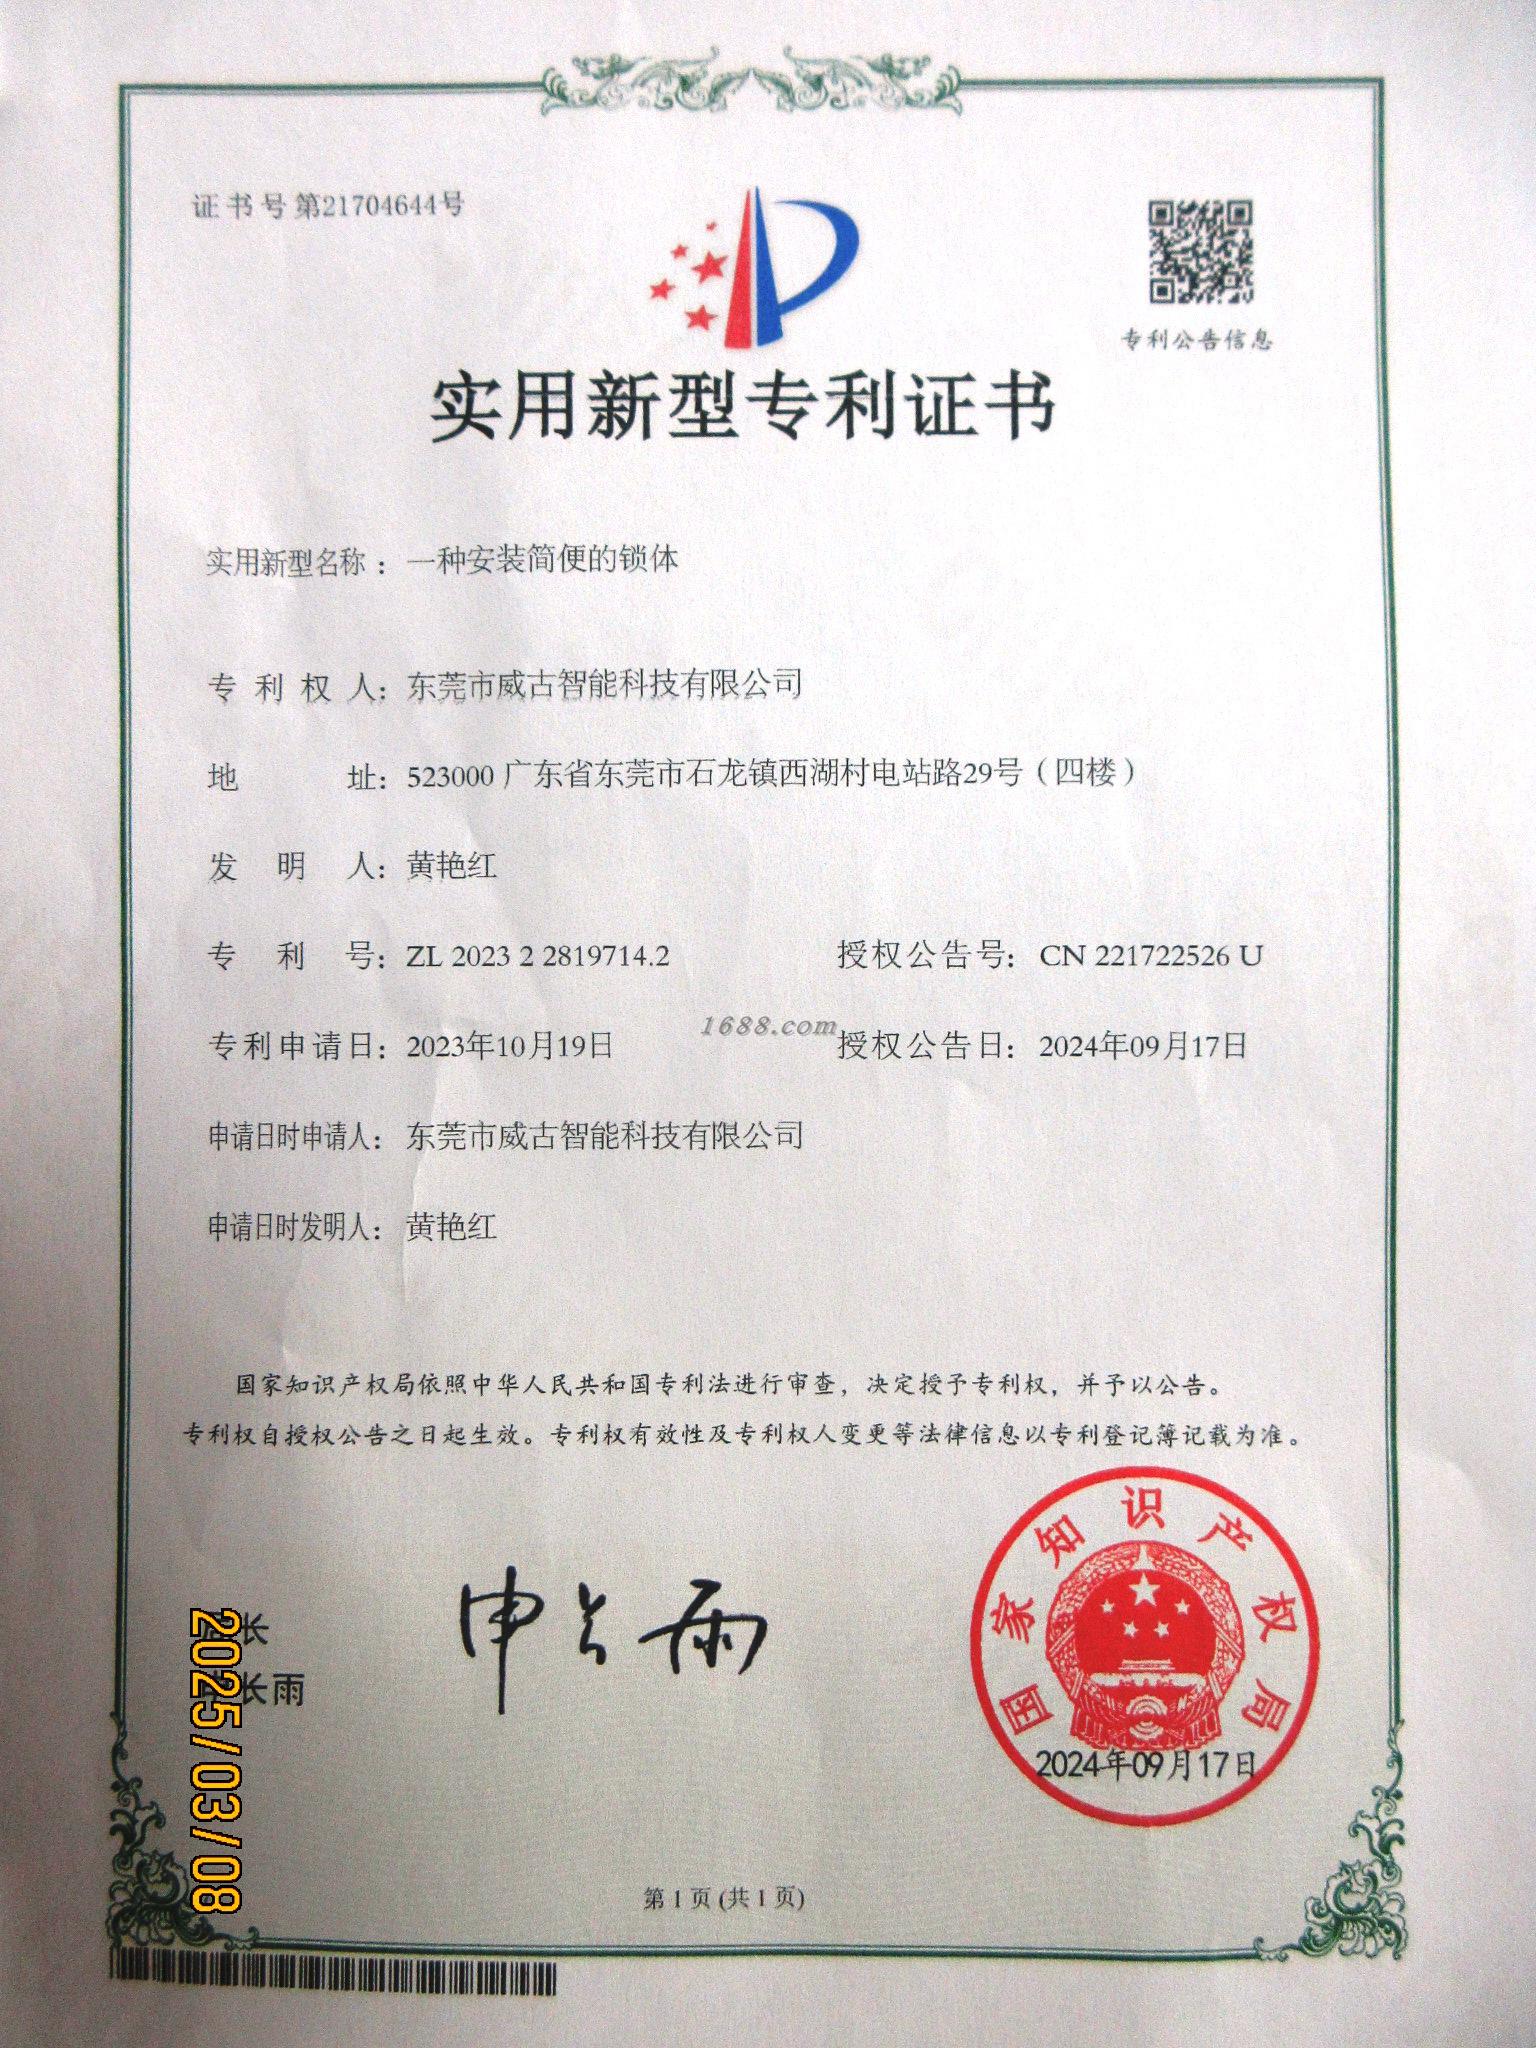 证书号第21704644号
专利公告信息
实用新型专利证书
实用新型名称：一种安装简便的锁体
专利权人：东莞市威古智能科技有限公司
地址：523000 广东省东莞市石龙镇西湖村电站路29号（四楼）
发明人：黄艳红
专利号：ZL 2023 2 2819714.2 授权公告号：CN 221722526 U
1688.com
专利申请日：2023年10月19日 授权公告日：2024年09月17日
申请日时申请人：东莞市威古智能科技有限公司
申请日时发明人：黄艳红
国家知识产权局依照中华人民共和国专利法进行审查，决定授予专利权，并予以公告。
专利权自授权公告之日起生效。专利权有效性及专利权人变更等法律信息以专利登记簿记载为准。
局长
申长雨
申长雨
国家知识产权局
2024年09月17日
2025/03/08
第 1 页 (共 1 页)